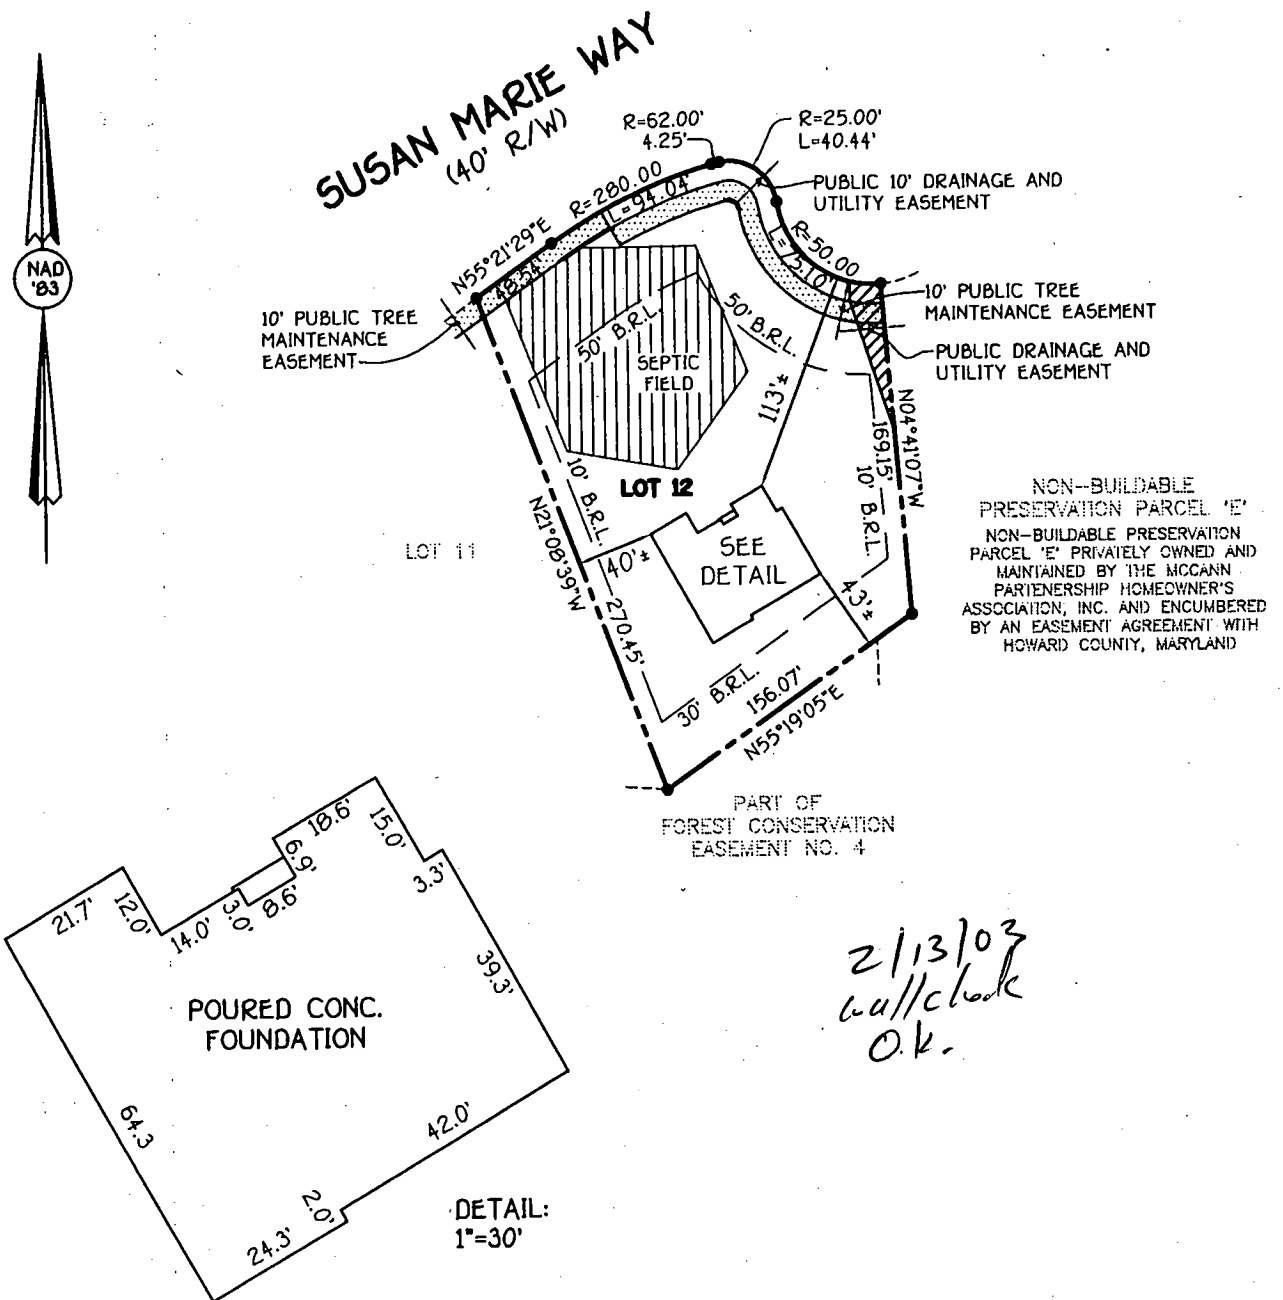 SUSAN MARIE WAY
(40' R/W)
R=62.00'
4.25'
R=25.00'
L=40.44'
PUBLIC 10' DRAINAGE AND
UTILITY EASEMENT
R=280.00
L=94.04'
N55°21'29"E
48.54'
R=50.00
L=75.10'
NAD
'83
10' PUBLIC TREE
MAINTENANCE
EASEMENT
10' PUBLIC TREE
MAINTENANCE EASEMENT
PUBLIC DRAINAGE AND
UTILITY EASEMENT
50' B.R.L.
50' B.R.L.
SEPTIC
FIELD
113'±
N04°41'07"W
169.15'
10' B.R.L.
10' B.R.L.
LOT 12
LOT 11
N21°08'39"W
270.45'
40'±
SEE
DETAIL
43'±
NON--BUILDABLE
PRESERVATION PARCEL 'E'
NON-BUILDABLE PRESERVATION
PARCEL 'E' PRIVATELY OWNED AND
MAINTAINED BY THE MCCANN
PARTENERSHIP HOMEOWNER'S
ASSOCIATION, INC. AND ENCUMBERED
BY AN EASEMENT AGREEMENT WITH
HOWARD COUNTY, MARYLAND
30' B.R.L.
156.07'
N55°19'05"E
PART OF
FOREST CONSERVATION
EASEMENT NO. 4
18.6'
15.0'
6.9'
3.3'
21.7'
12.0'
14.0'
3.0'
8.6'
39.3'
POURED CONC.
FOUNDATION
64.3
42.0'
2.0'
24.3'
DETAIL:
1"=30'
2/13/03
wall check
O.K.